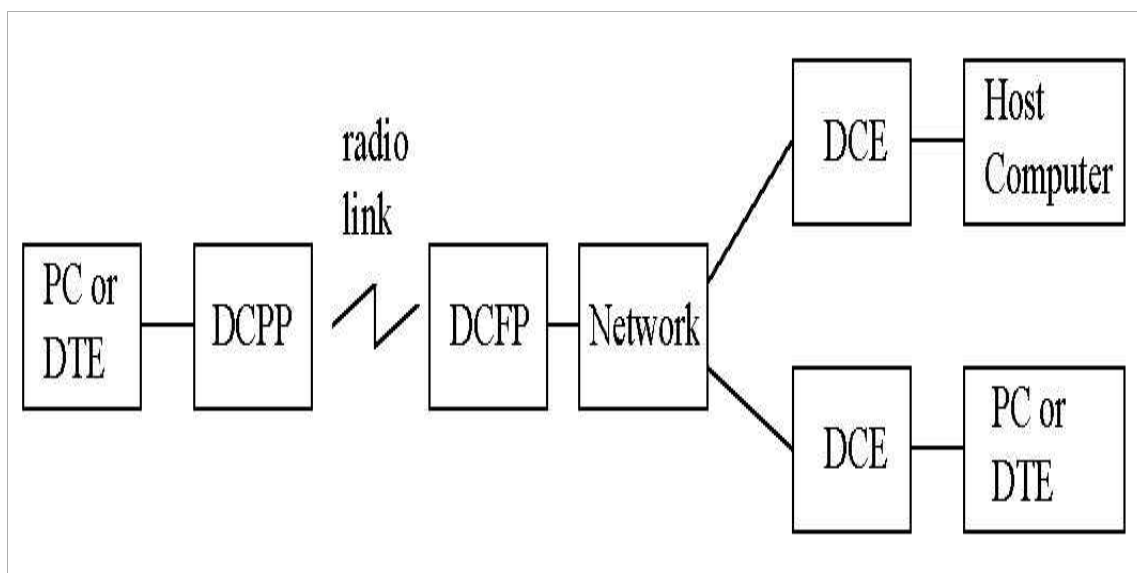 radio
link
PC or
DTE
DCPP
DCFP
Network
DCE
Host
Computer
DCE
PC or
DTE